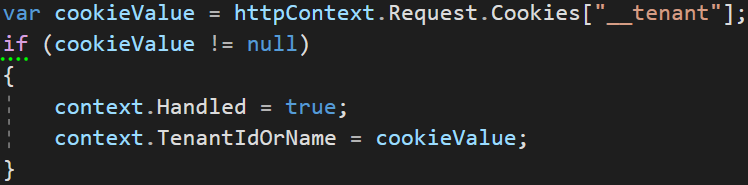 var cookieValue = httpContext.Request.Cookies["__tenant"];
if (cookieValue != null)
{
    context.Handled = true;
    context.TenantIdOrName = cookieValue;
}